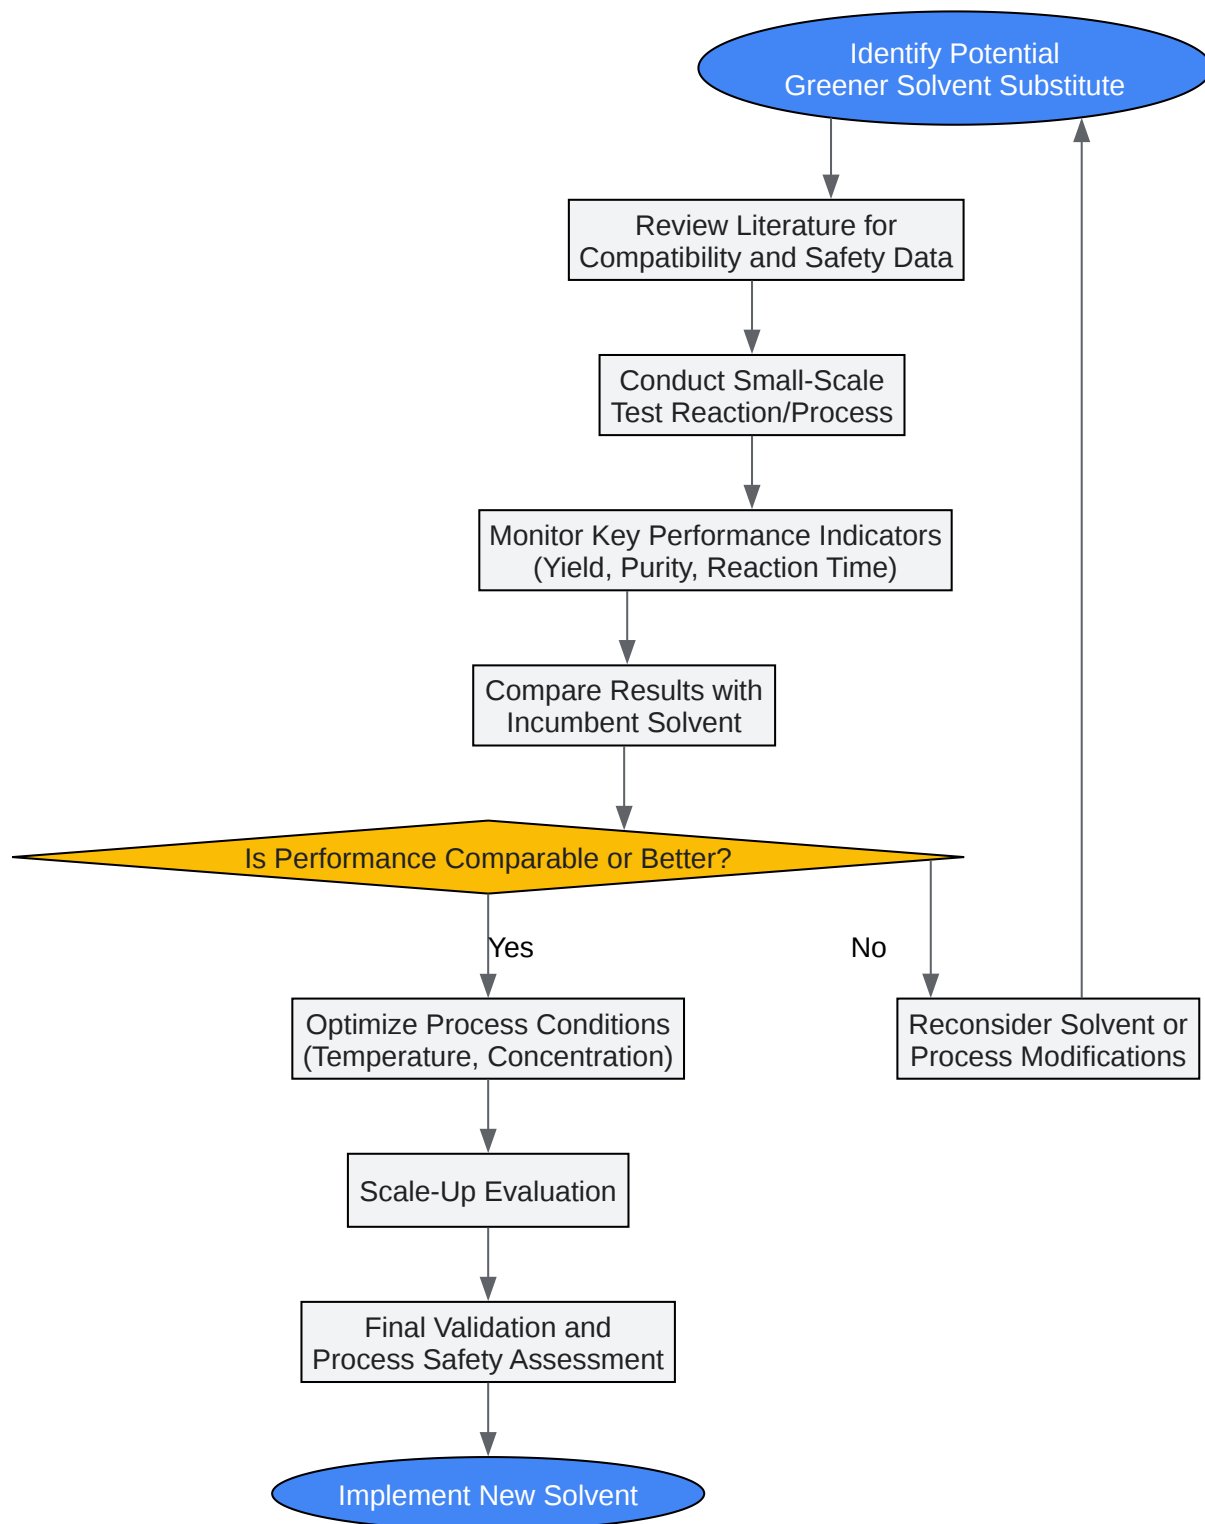 Identify Potential
Greener Solvent Substitute
Review Literature for
Compatibility and Safety Data
Conduct Small-Scale
Test Reaction/Process
Monitor Key Performance Indicators
(Yield, Purity, Reaction Time)
Compare Results with
Incumbent Solvent
Is Performance Comparable or Better?
Yes
No
Optimize Process Conditions
(Temperature, Concentration)
Reconsider Solvent or
Process Modifications
Scale-Up Evaluation
Final Validation and
Process Safety Assessment
Implement New Solvent